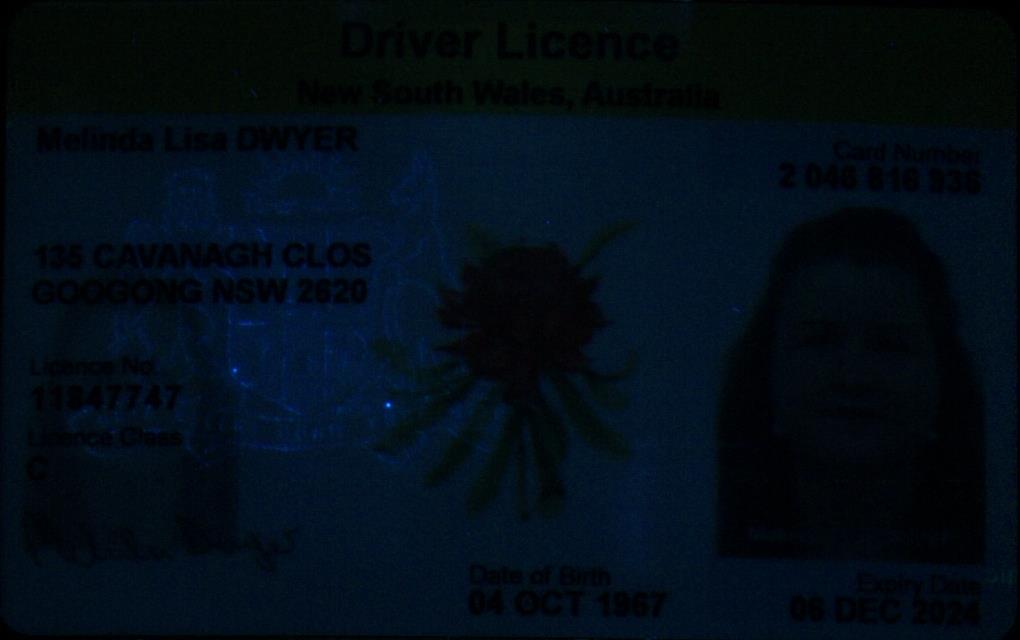 Driver Licence
New South Wales, Australia
Melinda Lisa DWYER
Card Number
2 046 816 936
135 CAVANAGH CLOS
GOOGONG NSW 2620
Licence No.
11847747
Licence Class
C
Date of Birth
04 OCT 1967
Expiry Date
06 DEC 2024